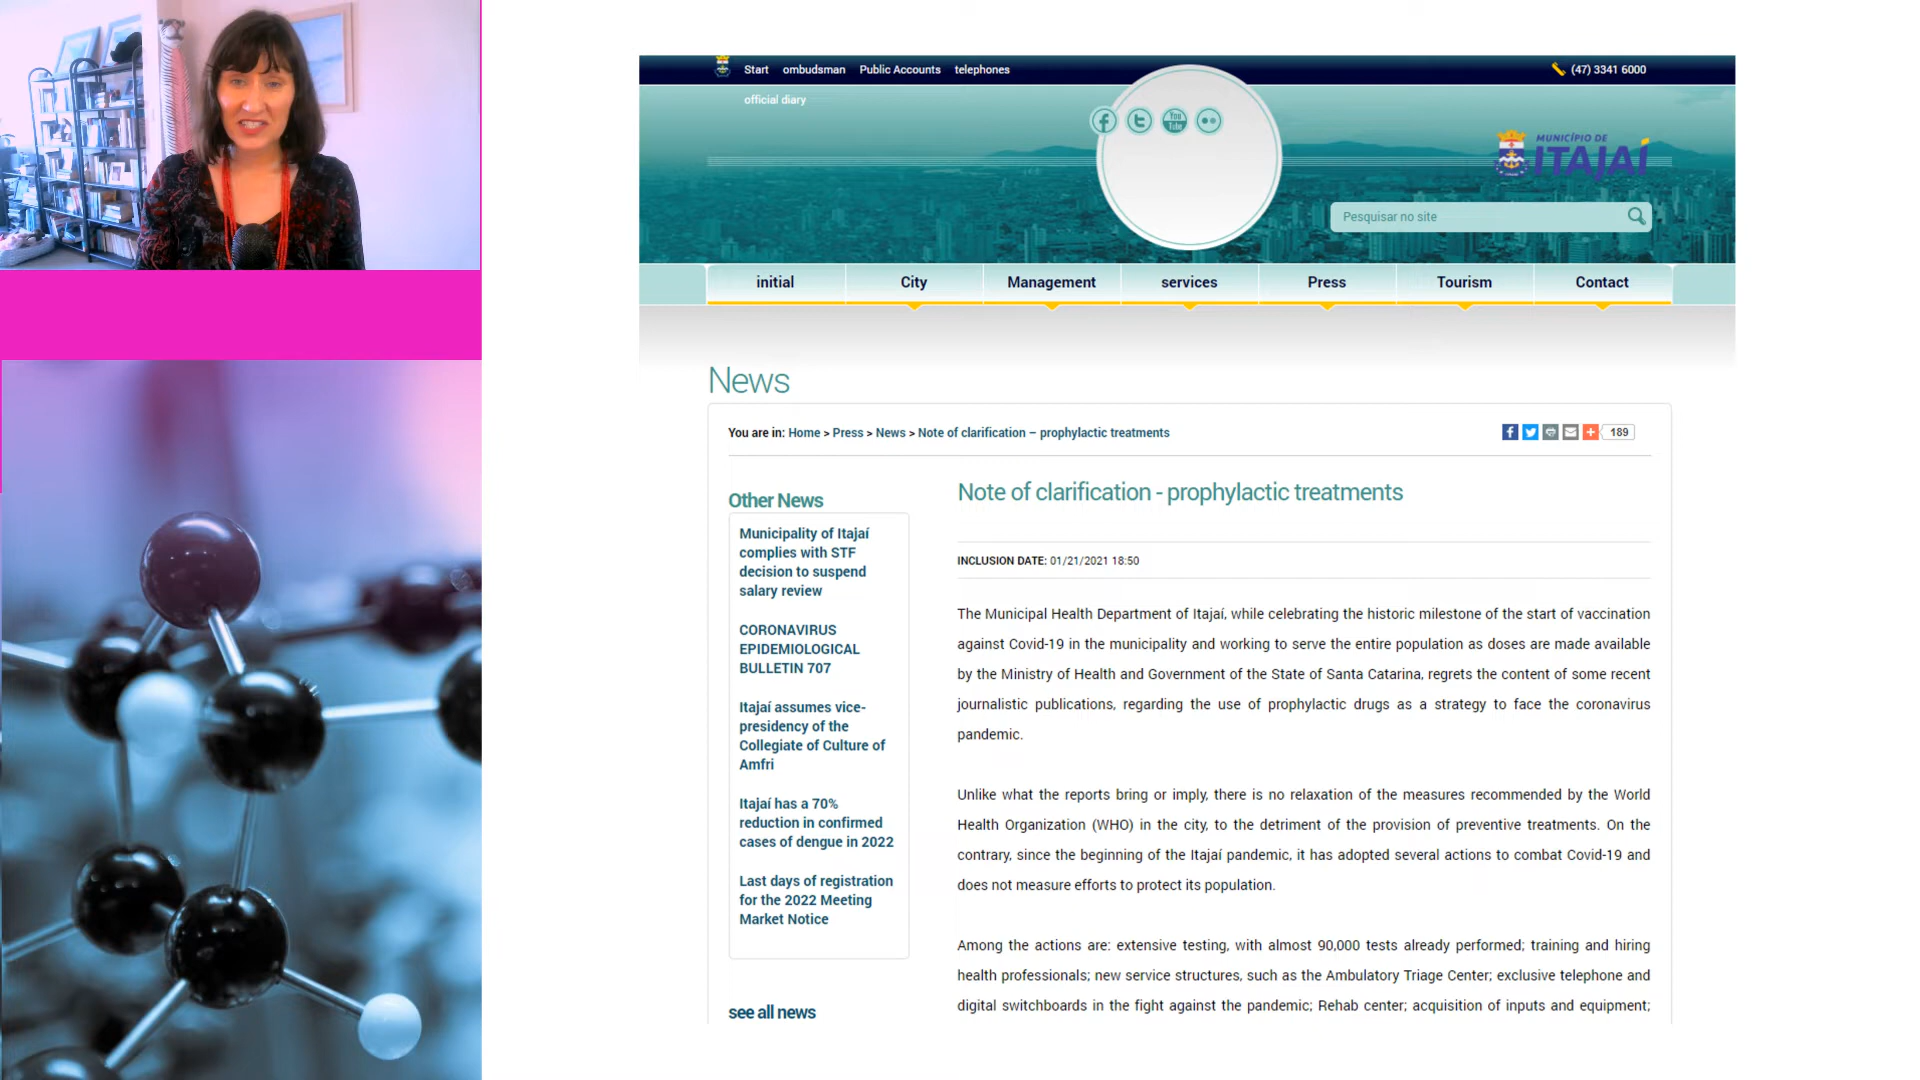 Start ombudsman Public Accounts telephones (47) 3341 6000
official diary
You
Tube
MUNICÍPIO DE
ITAJAÍ
Pesquisar no site
initial City Management services Press Tourism Contact
News
You are in: Home > Press > News > Note of clarification – prophylactic treatments 189
Other News
Municipality of Itajaí
complies with STF
decision to suspend
salary review
CORONAVIRUS
EPIDEMIOLOGICAL
BULLETIN 707
Itajaí assumes vice-
presidency of the
Collegiate of Culture of
Amfri
Itajaí has a 70%
reduction in confirmed
cases of dengue in 2022
Last days of registration
for the 2022 Meeting
Market Notice
see all news
Note of clarification - prophylactic treatments
INCLUSION DATE: 01/21/2021 18:50
The Municipal Health Department of Itajaí, while celebrating the historic milestone of the start of vaccination
against Covid-19 in the municipality and working to serve the entire population as doses are made available
by the Ministry of Health and Government of the State of Santa Catarina, regrets the content of some recent
journalistic publications, regarding the use of prophylactic drugs as a strategy to face the coronavirus
pandemic.
Unlike what the reports bring or imply, there is no relaxation of the measures recommended by the World
Health Organization (WHO) in the city, to the detriment of the provision of preventive treatments. On the
contrary, since the beginning of the Itajaí pandemic, it has adopted several actions to combat Covid-19 and
does not measure efforts to protect its population.
Among the actions are: extensive testing, with almost 90,000 tests already performed; training and hiring
health professionals; new service structures, such as the Ambulatory Triage Center; exclusive telephone and
digital switchboards in the fight against the pandemic; Rehab center; acquisition of inputs and equipment;